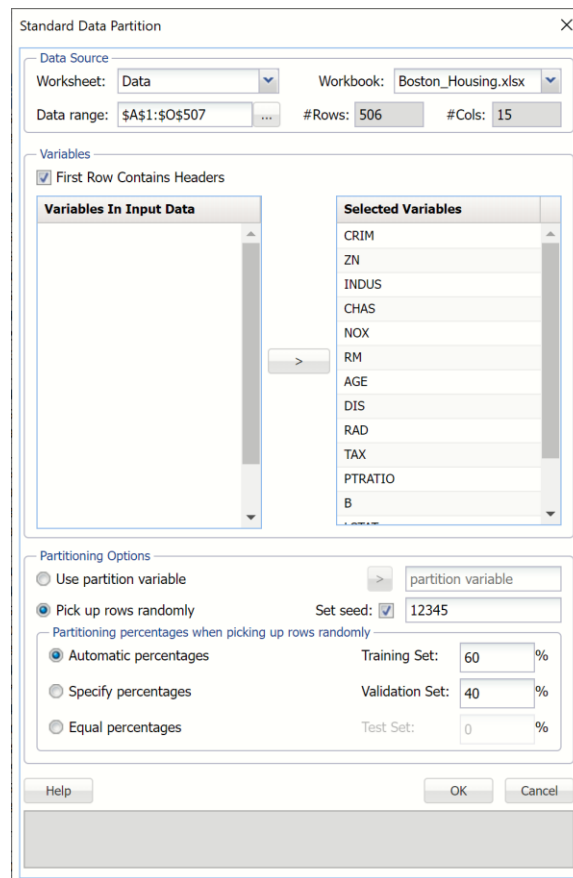 Standard Data Partition
Data Source
Worksheet: Data Workbook: Boston_Housing.xlsx
Data range: $A$1:$O$507 ... #Rows: 506 #Cols: 15
Variables
First Row Contains Headers
Variables In Input Data Selected Variables
CRIM
ZN
INDUS
CHAS
NOX
RM
>
AGE
DIS
RAD
TAX
PTRATIO
B
Partitioning Options
Use partition variable > partition variable
Pick up rows randomly Set seed: 12345
Partitioning percentages when picking up rows randomly
Automatic percentages Training Set: 60 %
Specify percentages Validation Set: 40 %
Equal percentages Test Set: 0 %
Help OK Cancel